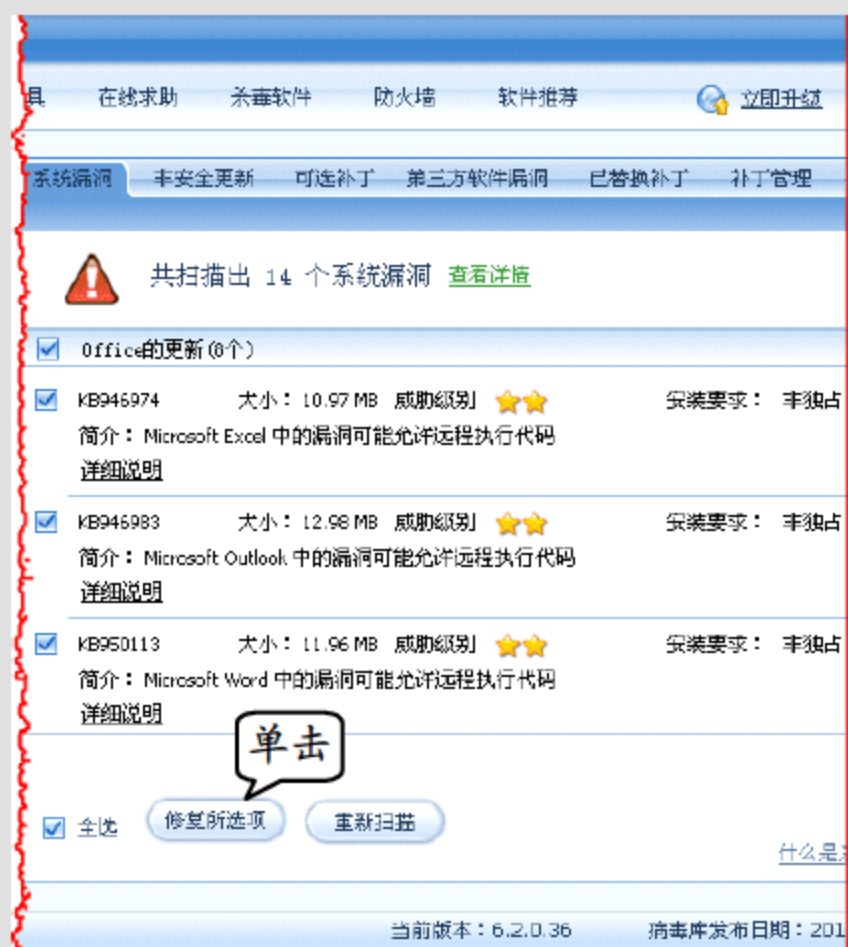 具 在线求助 杀毒软件 防火墙 软件推荐 立即升级
系统漏洞 非安全更新 可选补丁 第三方软件漏洞 已替换补丁 补丁管理
共扫描出 14 个系统漏洞 查看详情
Office的更新(8个)
KB946974 大小：10.97 MB 威胁级别 安装要求： 非独占
简介：Microsoft Excel 中的漏洞可能允许远程执行代码
详细说明
KB946983 大小：12.98 MB 威胁级别 安装要求： 非独占
简介：Microsoft Outlook 中的漏洞可能允许远程执行代码
详细说明
KB950113 大小：11.96 MB 威胁级别 安装要求： 非独占
简介：Microsoft Word 中的漏洞可能允许远程执行代码
详细说明
单击
全选 修复所选项 重新扫描
什么是
当前版本：6.2.0.36 病毒库发布日期：201